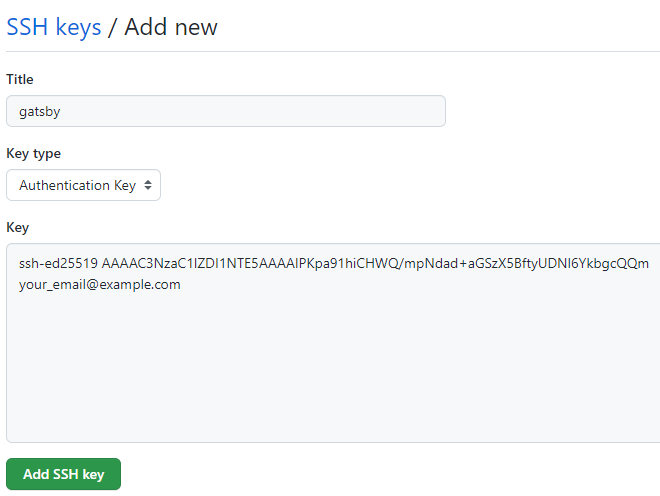 SSH keys / Add new
Title
gatsby
Key type
Authentication Key
Key
ssh-ed25519 AAAAC3NzaC1lZDI1NTE5AAAAIPKpa91hiCHWQ/mpNdad+aGSzX5BftyUDNI6YkbgcQQm
your_email@example.com
Add SSH key